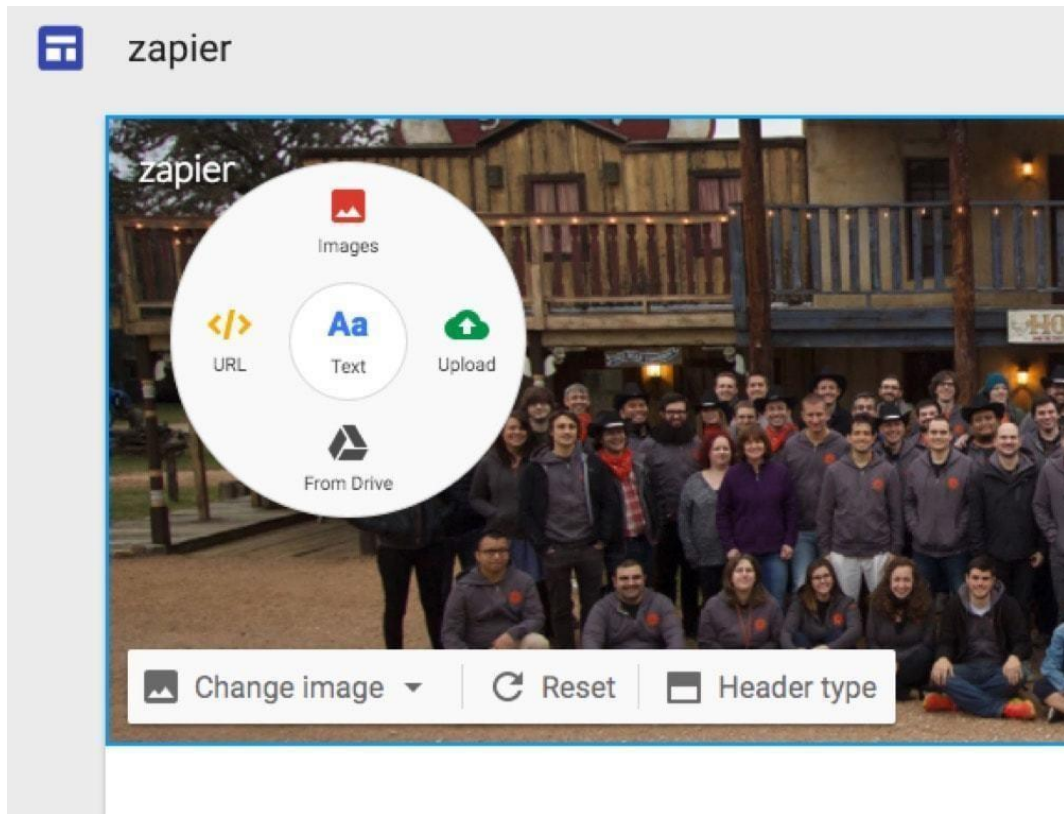 zapier
zapier
Images
</>
URL
Aa
Text
Upload
From Drive
Change image
Reset
Header type